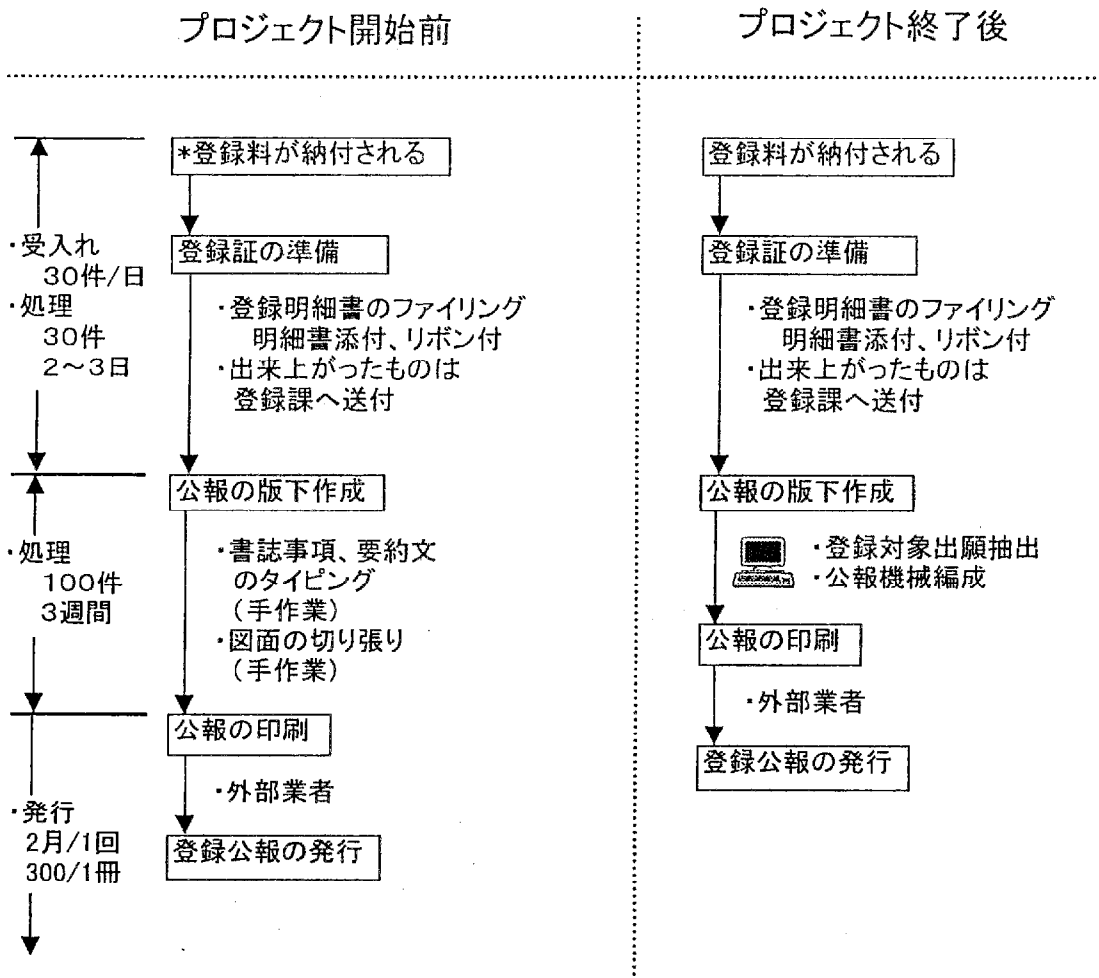 プロジェクト開始前
プロジェクト終了後
*登録料が納付される
・受入れ
30件/日
・処理
30件
2～3日
登録証の準備
・登録明細書のファイリング
明細書添付、リボン付
・出来上がったものは
登録課へ送付
公報の版下作成
・処理
100件
3週間
・書誌事項、要約文
のタイピング
(手作業)
・図面の切り張り
(手作業)
公報の印刷
・発行
2月/1回
300/1冊
・外部業者
登録公報の発行
登録料が納付される
登録証の準備
・登録明細書のファイリング
明細書添付、リボン付
・出来上がったものは
登録課へ送付
公報の版下作成
・登録対象出願抽出
・公報機械編成
公報の印刷
・外部業者
登録公報の発行